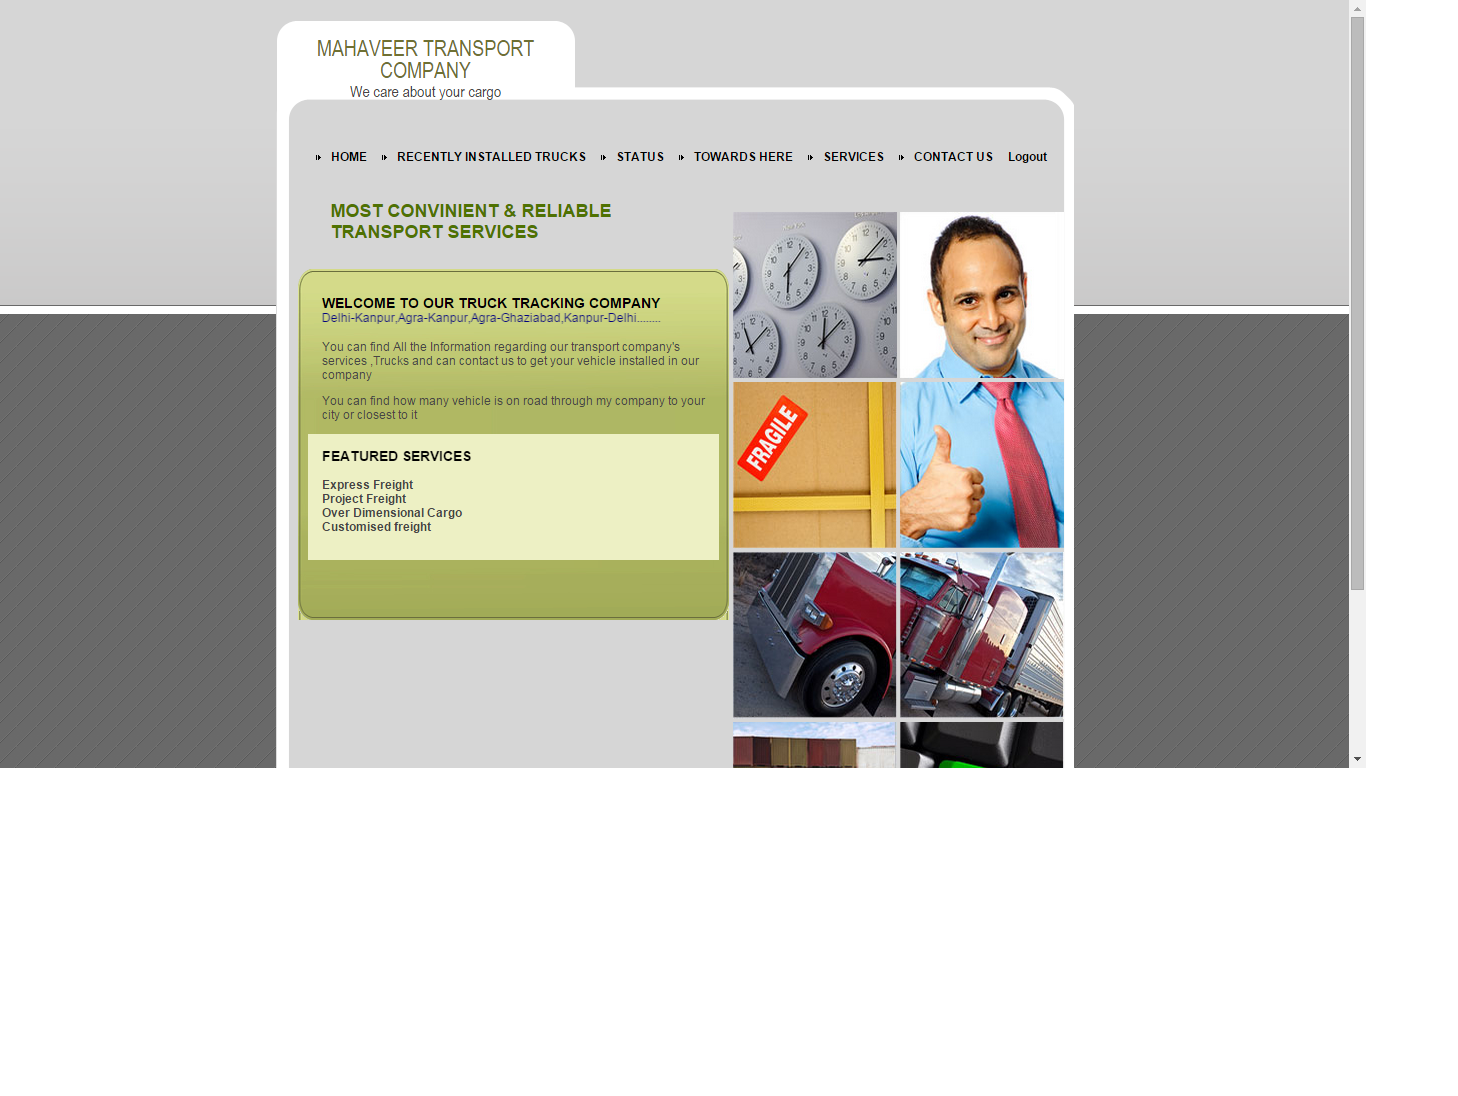 MAHAVEER TRANSPORT
COMPANY
We care about your cargo
HOME RECENTLY INSTALLED TRUCKS STATUS TOWARDS HERE SERVICES CONTACT US Logout
MOST CONVINIENT & RELIABLE
TRANSPORT SERVICES
WELCOME TO OUR TRUCK TRACKING COMPANY
Delhi-Kanpur,Agra-Kanpur,Agra-Ghaziabad,Kanpur-Delhi........
You can find All the Information regarding our transport company's
services ,Trucks and can contact us to get your vehicle installed in our
company
You can find how many vehicle is on road through my company to your
city or closest to it
FEATURED SERVICES
Express Freight
Project Freight
Over Dimensional Cargo
Customised freight
FRAGILE